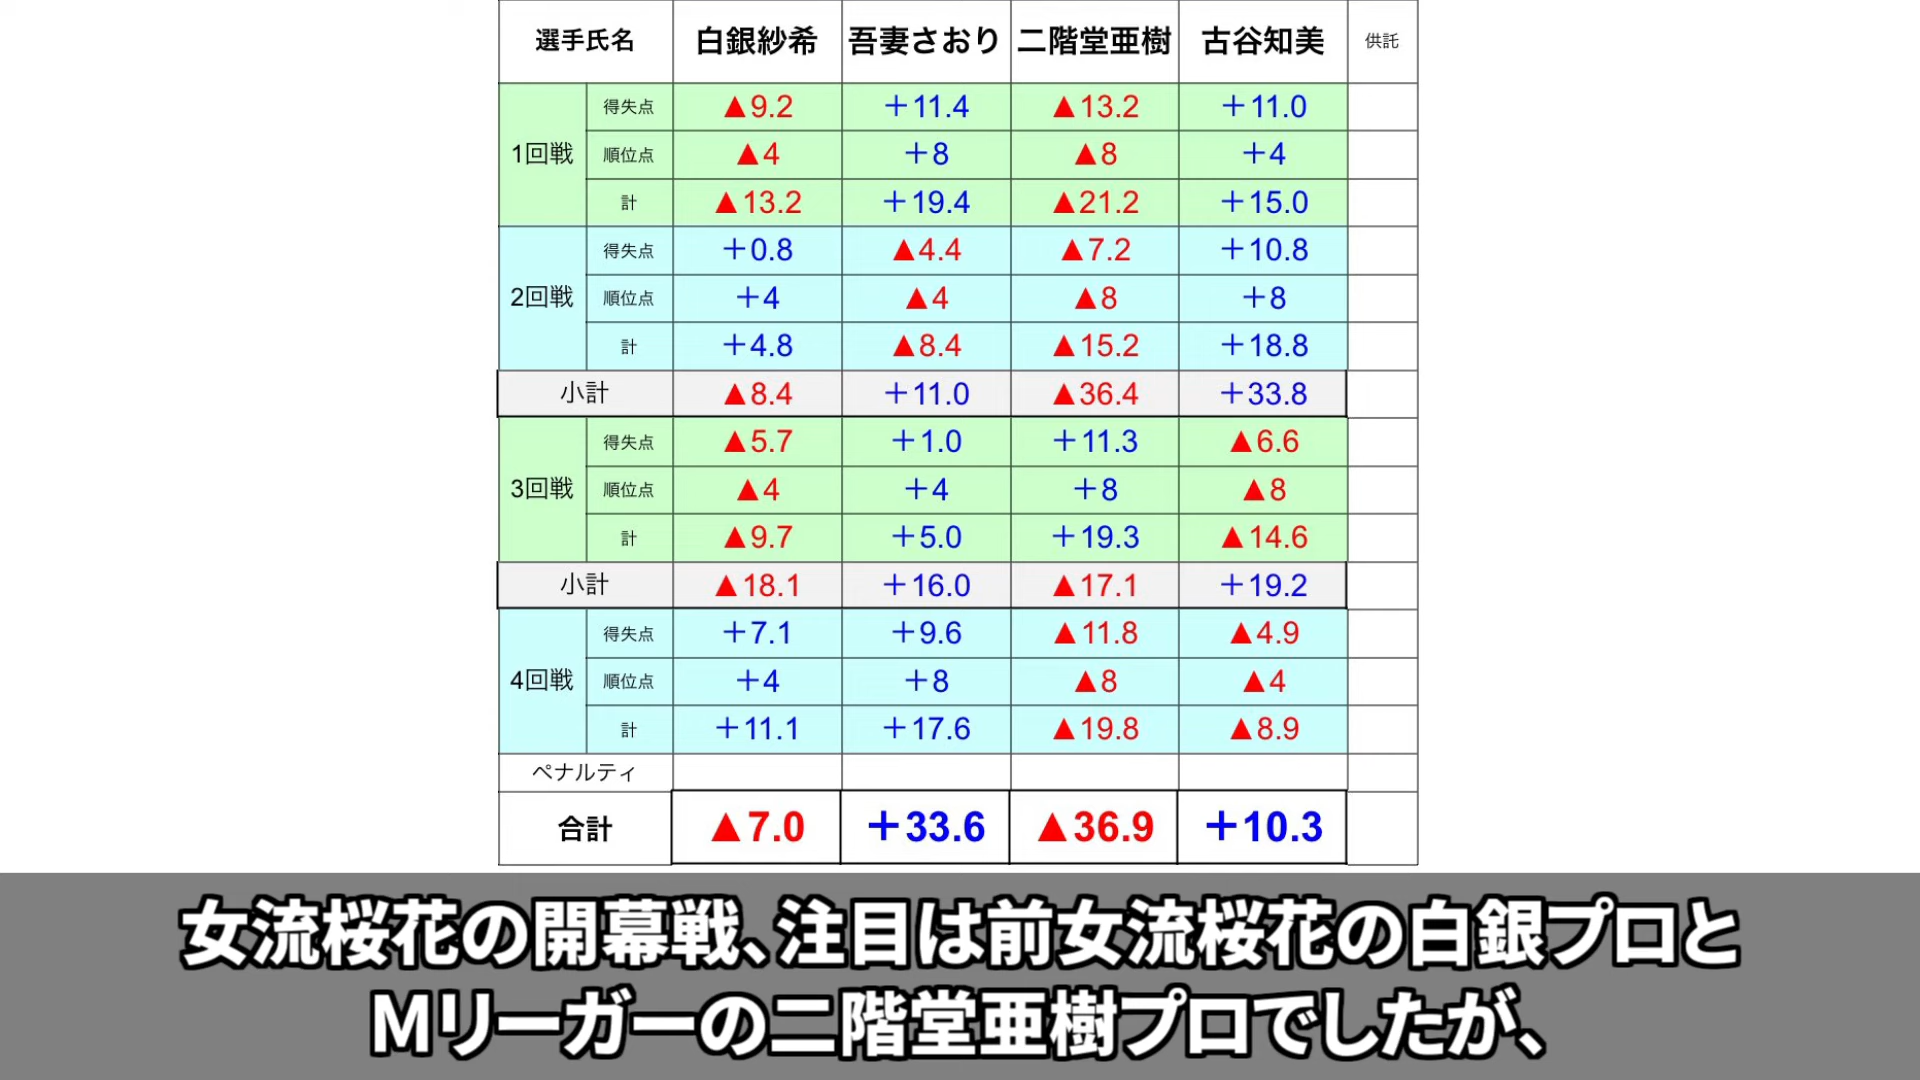 選手氏名 白銀紗希 吾妻さおり 二階堂亜樹 古谷知美 供託
1回戦 得失点 ▲9.2 +11.4 ▲13.2 +11.0
順位点 ▲4 +8 ▲8 +4
計 ▲13.2 +19.4 ▲21.2 +15.0
2回戦 得失点 +0.8 ▲4.4 ▲7.2 +10.8
順位点 +4 ▲4 ▲8 +8
計 +4.8 ▲8.4 ▲15.2 +18.8
小計 ▲8.4 +11.0 ▲36.4 +33.8
3回戦 得失点 ▲5.7 +1.0 +11.3 ▲6.6
順位点 ▲4 +4 +8 ▲8
計 ▲9.7 +5.0 +19.3 ▲14.6
小計 ▲18.1 +16.0 ▲17.1 +19.2
4回戦 得失点 +7.1 +9.6 ▲11.8 ▲4.9
順位点 +4 +8 ▲8 ▲4
計 +11.1 +17.6 ▲19.8 ▲8.9
ペナルティ
合計 ▲7.0 +33.6 ▲36.9 +10.3
女流桜花の開幕戦、注目は前女流桜花の白銀プロと
Mリーガーの二階堂亜樹プロでしたが、